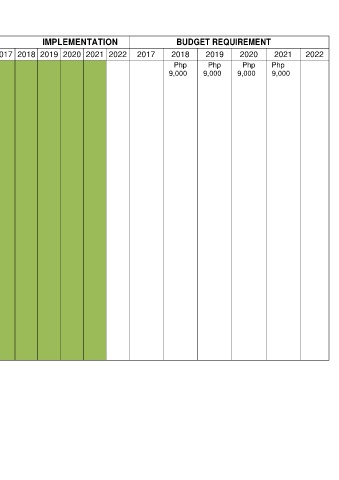 IMPLEMENTATION BUDGET REQUIREMENT
017 2018 2019 2020 2021 2022 2017 2018 2019 2020 2021 2022
Php Php Php Php
9,000 9,000 9,000 9,000